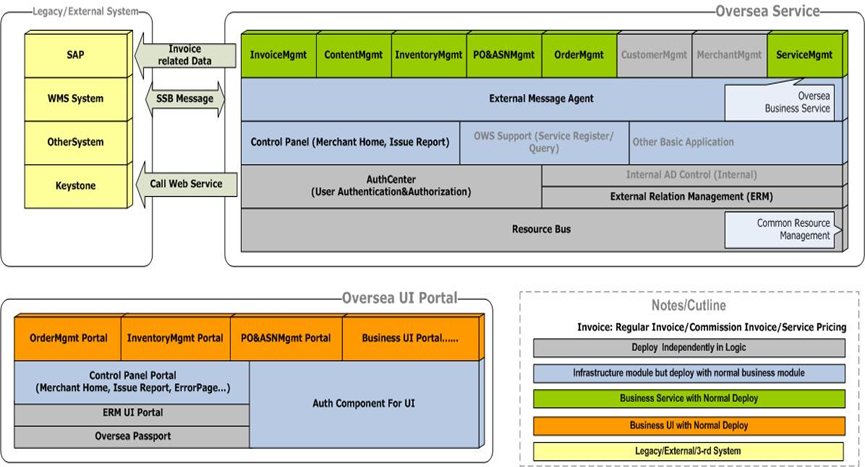 Legacy/External System
Oversea Service
SAP
WMS System
OtherSystem
Keystone
Invoice
related Data
SSB Message
Call Web Service
InvoiceMgmt
ContentMgmt
InventoryMgmt
PO&ASNMgmt
OrderMgmt
CustomerMgmt
MerchantMgmt
ServiceMgmt
External Message Agent
Oversea
Business Service
Control Panel (Merchant Home, Issue Report)
OWS Support (Service Register/
Query)
Other Basic Application
AuthCenter
(User Authentication&Authorization)
Internal AD Control (Internal)
External Relation Management (ERM)
Resource Bus
Common Resource
Management
Oversea UI Portal
OrderMgmt Portal
InventoryMgmt Portal
PO&ASNMgmt Portal
Business UI Portal......
Control Panel Portal
(Merchant Home, Issue Report, ErrorPage...)
ERM UI Portal
Oversea Passport
Auth Component For UI
Notes/Cutline
Invoice: Regular Invoice/Commission Invoice/Service Pricing
Deploy Independently in Logic
Infrastructure module but deploy with normal business module
Business Service with Normal Deploy
Business UI with Normal Deploy
Legacy/External/3-rd System